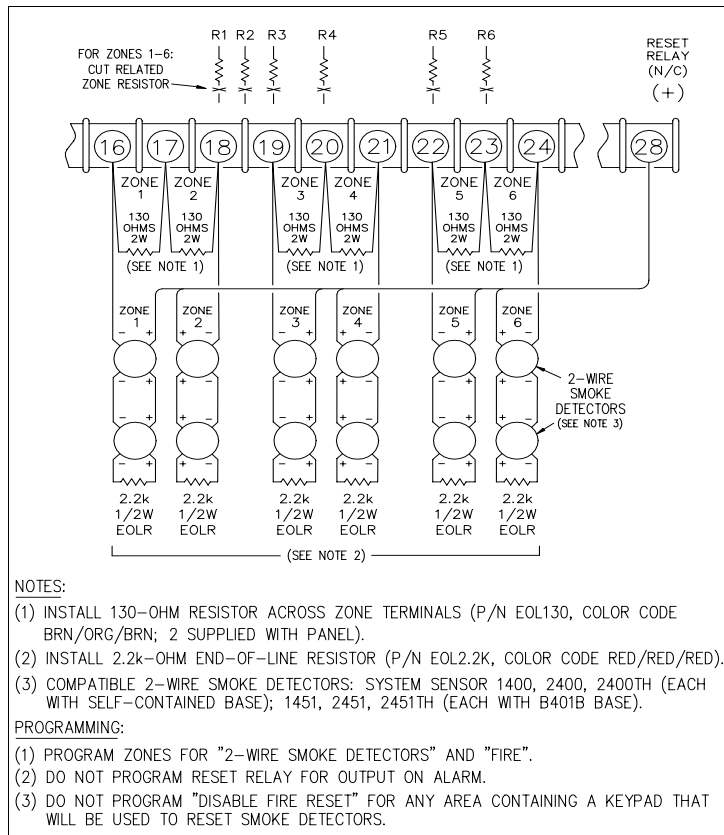 R1 R2 R3 R4 R5 R6
FOR ZONES 1-6:
CUT RELATED
ZONE RESISTOR
RESET
RELAY
(N/C)
(+)
16 17 18 19 20 21 22 23 24 28
ZONE ZONE ZONE ZONE ZONE ZONE
1 2 3 4 5 6
130 130 130 130 130 130
OHMS OHMS OHMS OHMS OHMS OHMS
2W 2W 2W 2W 2W 2W
(SEE NOTE 1) (SEE NOTE 1) (SEE NOTE 1)
ZONE ZONE ZONE ZONE ZONE ZONE
1 2 3 4 5 6
- + + - - + + - - + + -
- + + - - + + - - + + -
2-WIRE
SMOKE
DETECTORS
(SEE NOTE 3)
- + + - - + + - - + + -
- + + - - + + - - + + -
2.2k 2.2k 2.2k 2.2k 2.2k 2.2k
1/2W 1/2W 1/2W 1/2W 1/2W 1/2W
EOLR EOLR EOLR EOLR EOLR EOLR
(SEE NOTE 2)
NOTES:
(1) INSTALL 130-OHM RESISTOR ACROSS ZONE TERMINALS (P/N EOL130, COLOR CODE
BRN/ORG/BRN; 2 SUPPLIED WITH PANEL).
(2) INSTALL 2.2k-OHM END-OF-LINE RESISTOR (P/N EOL2.2K, COLOR CODE RED/RED/RED).
(3) COMPATIBLE 2-WIRE SMOKE DETECTORS: SYSTEM SENSOR 1400, 2400, 2400TH (EACH
WITH SELF-CONTAINED BASE); 1451, 2451, 2451TH (EACH WITH B401B BASE).
PROGRAMMING:
(1) PROGRAM ZONES FOR "2-WIRE SMOKE DETECTORS" AND "FIRE".
(2) DO NOT PROGRAM RESET RELAY FOR OUTPUT ON ALARM.
(3) DO NOT PROGRAM "DISABLE FIRE RESET" FOR ANY AREA CONTAINING A KEYPAD THAT
WILL BE USED TO RESET SMOKE DETECTORS.